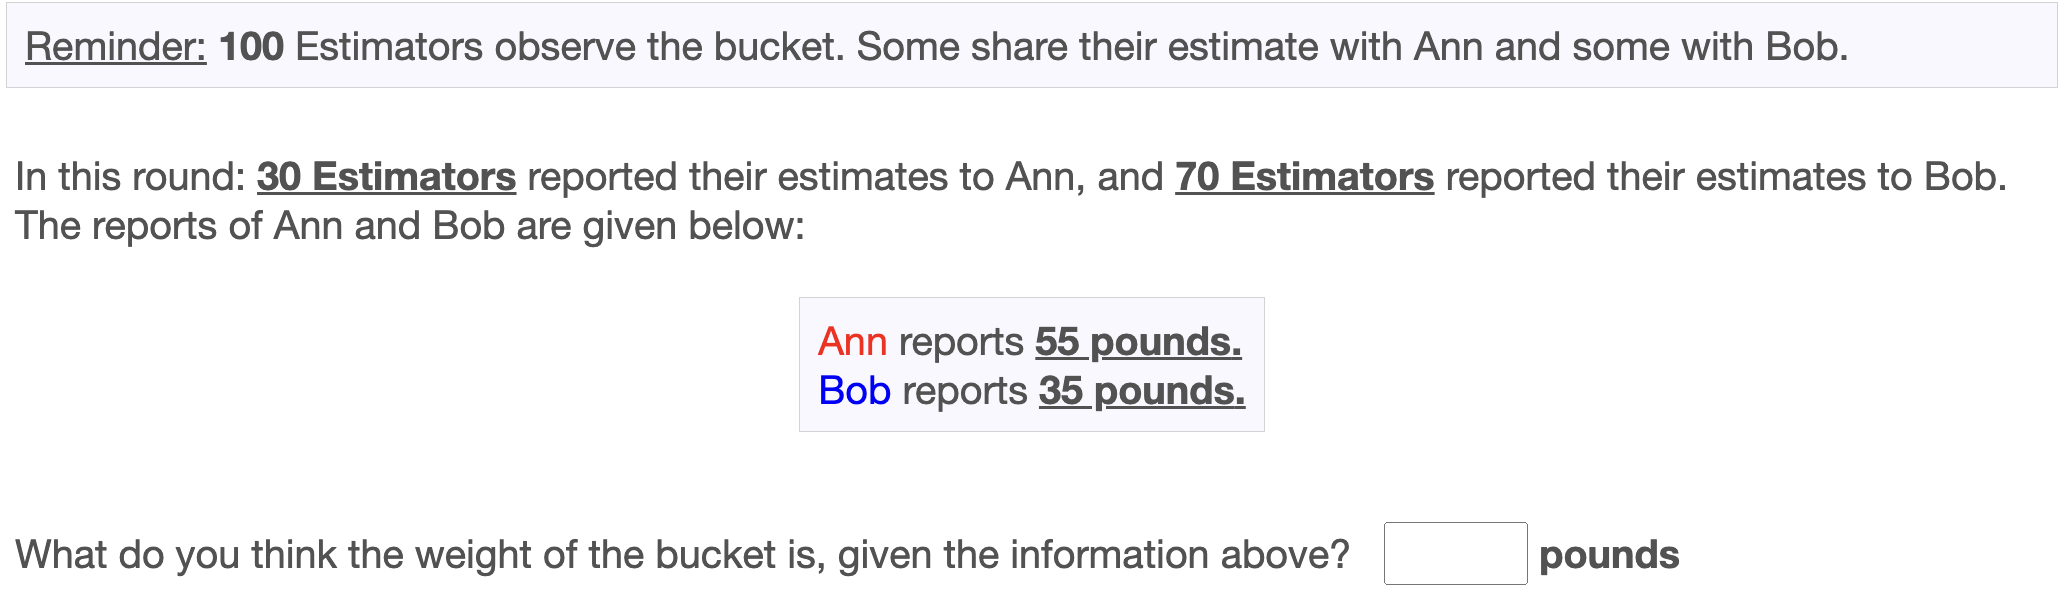 Reminder: 100 Estimators observe the bucket. Some share their estimate with Ann and some with Bob.
In this round: 30 Estimators reported their estimates to Ann, and 70 Estimators reported their estimates to Bob.
The reports of Ann and Bob are given below:
Ann reports 55 pounds.
Bob reports 35 pounds.
What do you think the weight of the bucket is, given the information above? pounds